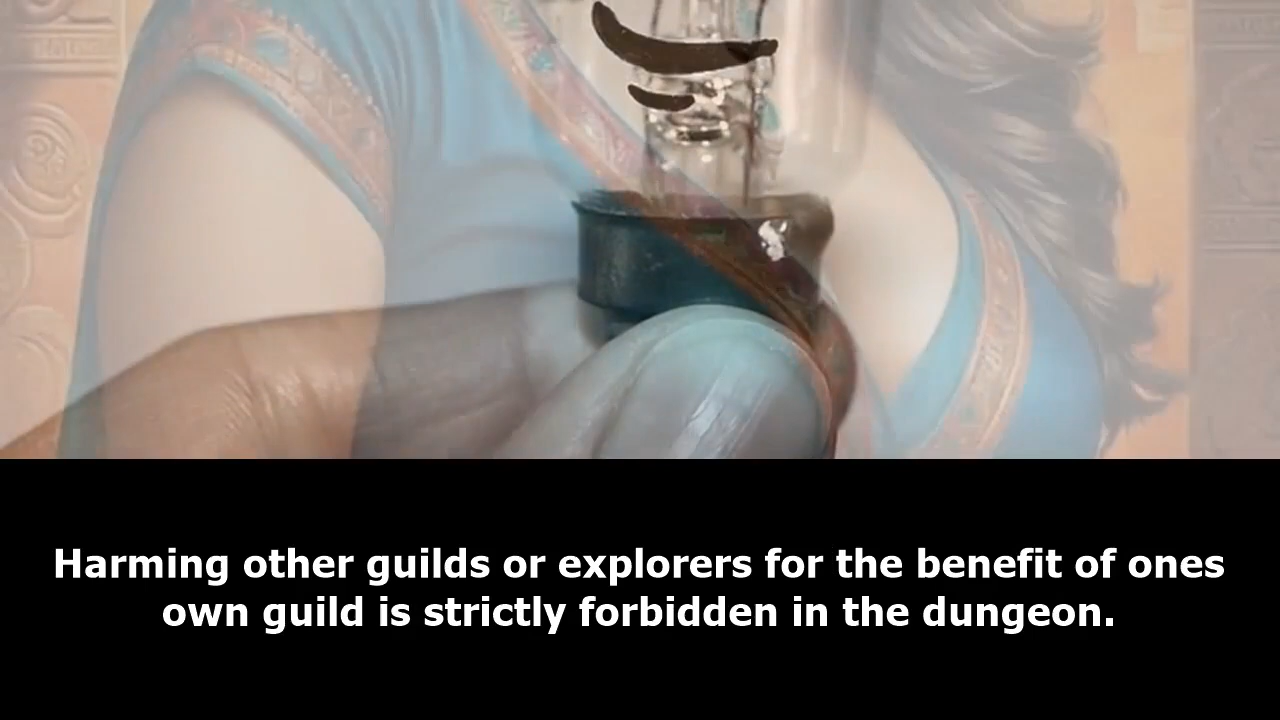 Harming other guilds or explorers for the benefit of ones
own guild is strictly forbidden in the dungeon.